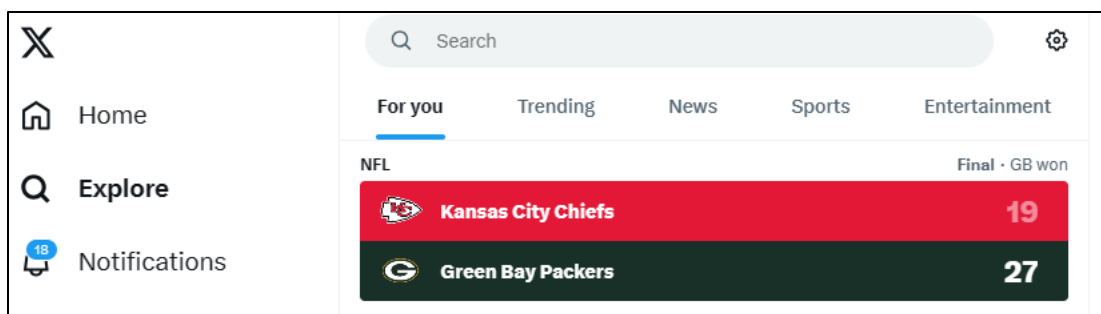 X
Search
Home
For you
Trending
News
Sports
Entertainment
NFL
Final · GB won
Explore
KC
Kansas City Chiefs
19
18
Notifications
G
Green Bay Packers
27